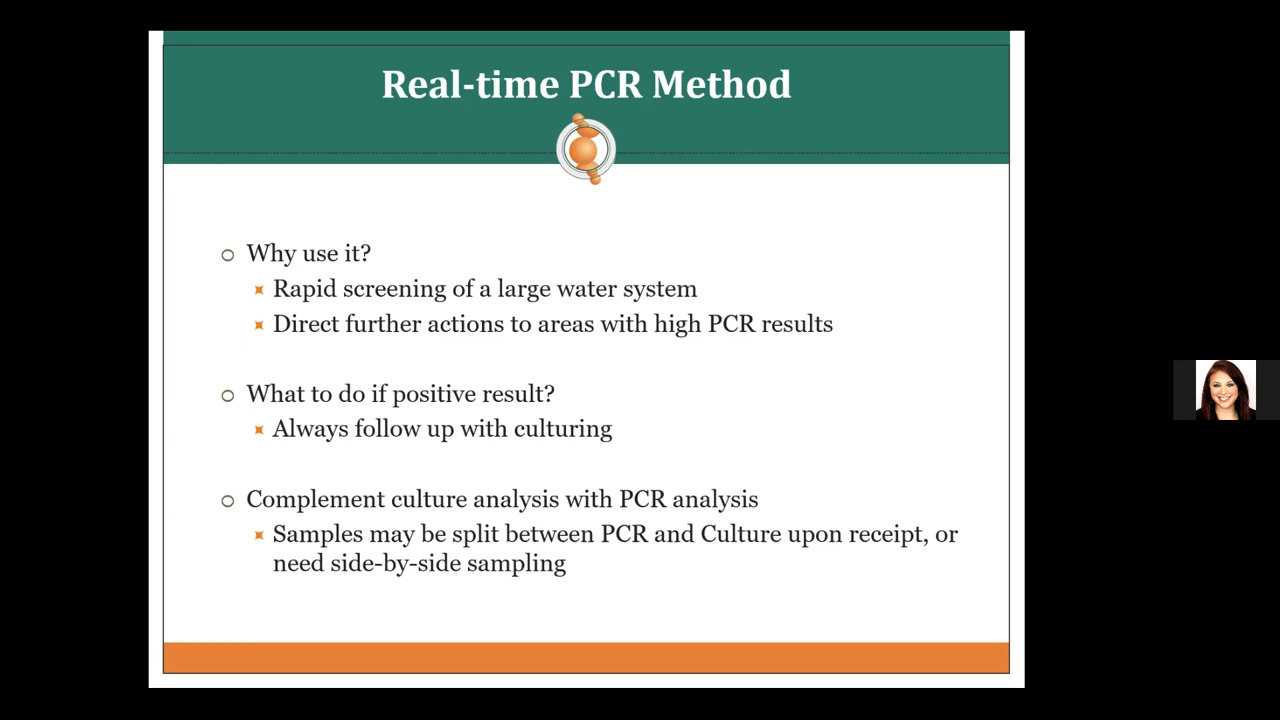 Real-time PCR Method
Why use it?
Rapid screening of a large water system
Direct further actions to areas with high PCR results
What to do if positive result?
Always follow up with culturing
Complement culture analysis with PCR analysis
Samples may be split between PCR and Culture upon receipt, or
need side-by-side sampling